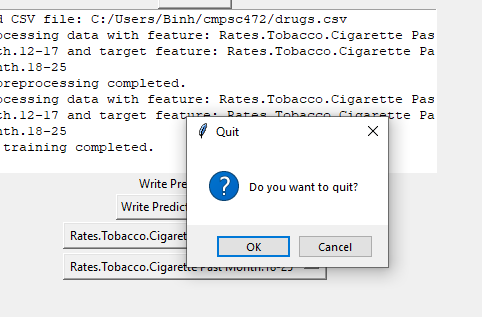 d CSV file: C:/Users/Binh/cmpsc472/drugs.csv
ocessing data with feature: Rates.Tobacco.Cigarette Pas
th.12-17 and target feature: Rates.Tobacco.Cigarette Pa
nth.18-25
preprocessing completed.
ocessing data with feature: Rates.Tobacco.Cigarette Pas
th.12-17 and target feature: Rates.Tobacco.Cigarette Pa
nth.18-25
training completed.
Quit
Do you want to quit?
OK Cancel
Write Pre
Write Predict
Rates.Tobacco.Cigar
Rates.Tobacco.Cigarette Past Month.18-25